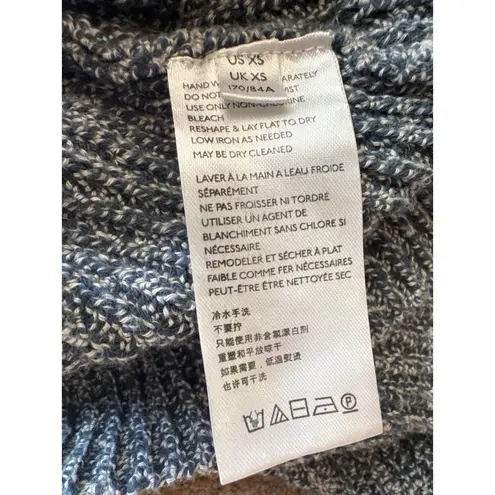 US XS
UK XS
170/84A
HAND ARATELY
DO NOT
USE ONLY NON-CHLORINE
BLEACH
RESHAPE & LAY FLAT TO DRY
LOW IRON AS NEEDED
MAY BE DRY CLEANED
LAVER À LA MAIN A LEAU FROIDE
SÉPARÉMENT
NE PAS FROISSER NI TORDRE
UTILISER UN AGENT DE
BLANCHIMENT SANS CHLORE SI
NÉCESSAIRE
REMODELER ET SÉCHER À PLAT
FAIBLE COMME FER NÉCESSAIRES
PEUT-ÊTRE ÊTRE NETTOYÉE SEC
冷水手洗
不要拧
只能使用非含氯漂白剂
重塑和平放晾干
如果需要，低温熨烫
也许可干洗
P